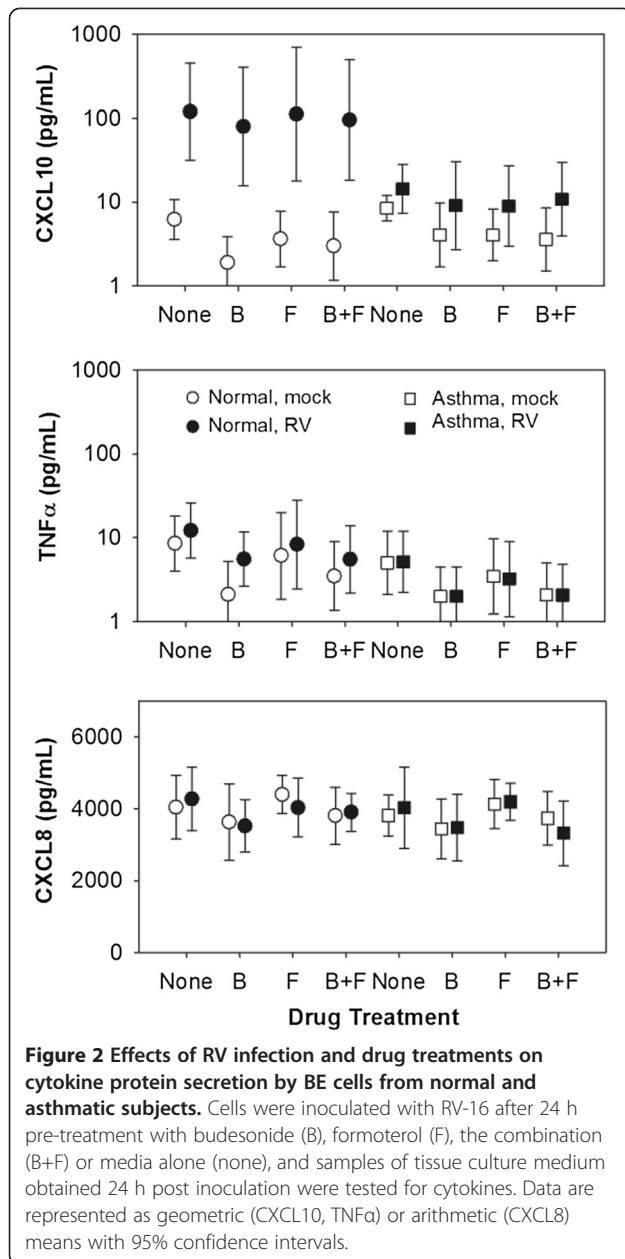 CXCL10 (pg/mL)
1000
100
10
1
None B F B+F None B F B+F
TNFα (pg/mL)
1000
100
10
1
Normal, mock
Asthma, mock
Normal, RV
Asthma, RV
None B F B+F None B F B+F
CXCL8 (pg/mL)
6000
4000
2000
0
None B F B+F None B F B+F
Drug Treatment
Figure 2 Effects of RV infection and drug treatments on
cytokine protein secretion by BE cells from normal and
asthmatic subjects. Cells were inoculated with RV-16 after 24 h
pre-treatment with budesonide (B), formoterol (F), the combination
(B+F) or media alone (none), and samples of tissue culture medium
obtained 24 h post inoculation were tested for cytokines. Data are
represented as geometric (CXCL10, TNFα) or arithmetic (CXCL8)
means with 95% confidence intervals.